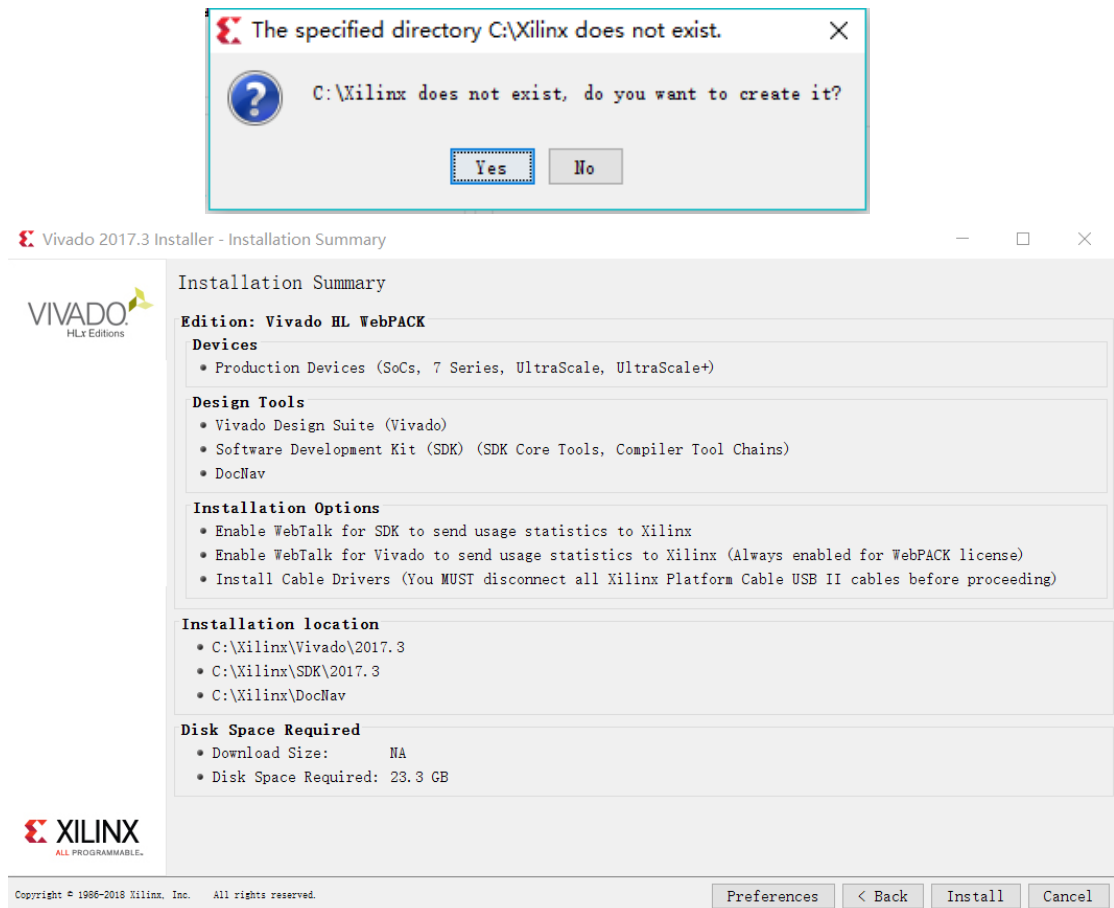 The specified directory C:\Xilinx does not exist.
C:\Xilinx does not exist, do you want to create it?
Yes No
Vivado 2017.3 Installer - Installation Summary
VIVADO.
HLx Editions
Installation Summary
Edition: Vivado HL WebPACK
Devices
Production Devices (SoCs, 7 Series, UltraScale, UltraScale+)
Design Tools
Vivado Design Suite (Vivado)
Software Development Kit (SDK) (SDK Core Tools, Compiler Tool Chains)
DocNav
Installation Options
Enable WebTalk for SDK to send usage statistics to Xilinx
Enable WebTalk for Vivado to send usage statistics to Xilinx (Always enabled for WebPACK license)
Install Cable Drivers (You MUST disconnect all Xilinx Platform Cable USB II cables before proceeding)
Installation location
C:\Xilinx\Vivado\2017.3
C:\Xilinx\SDK\2017.3
C:\Xilinx\DocNav
Disk Space Required
Download Size: NA
Disk Space Required: 23.3 GB
XILINX
ALL PROGRAMMABLE.
Copyright © 1986-2018 Xilinx, Inc. All rights reserved.
Preferences < Back Install Cancel